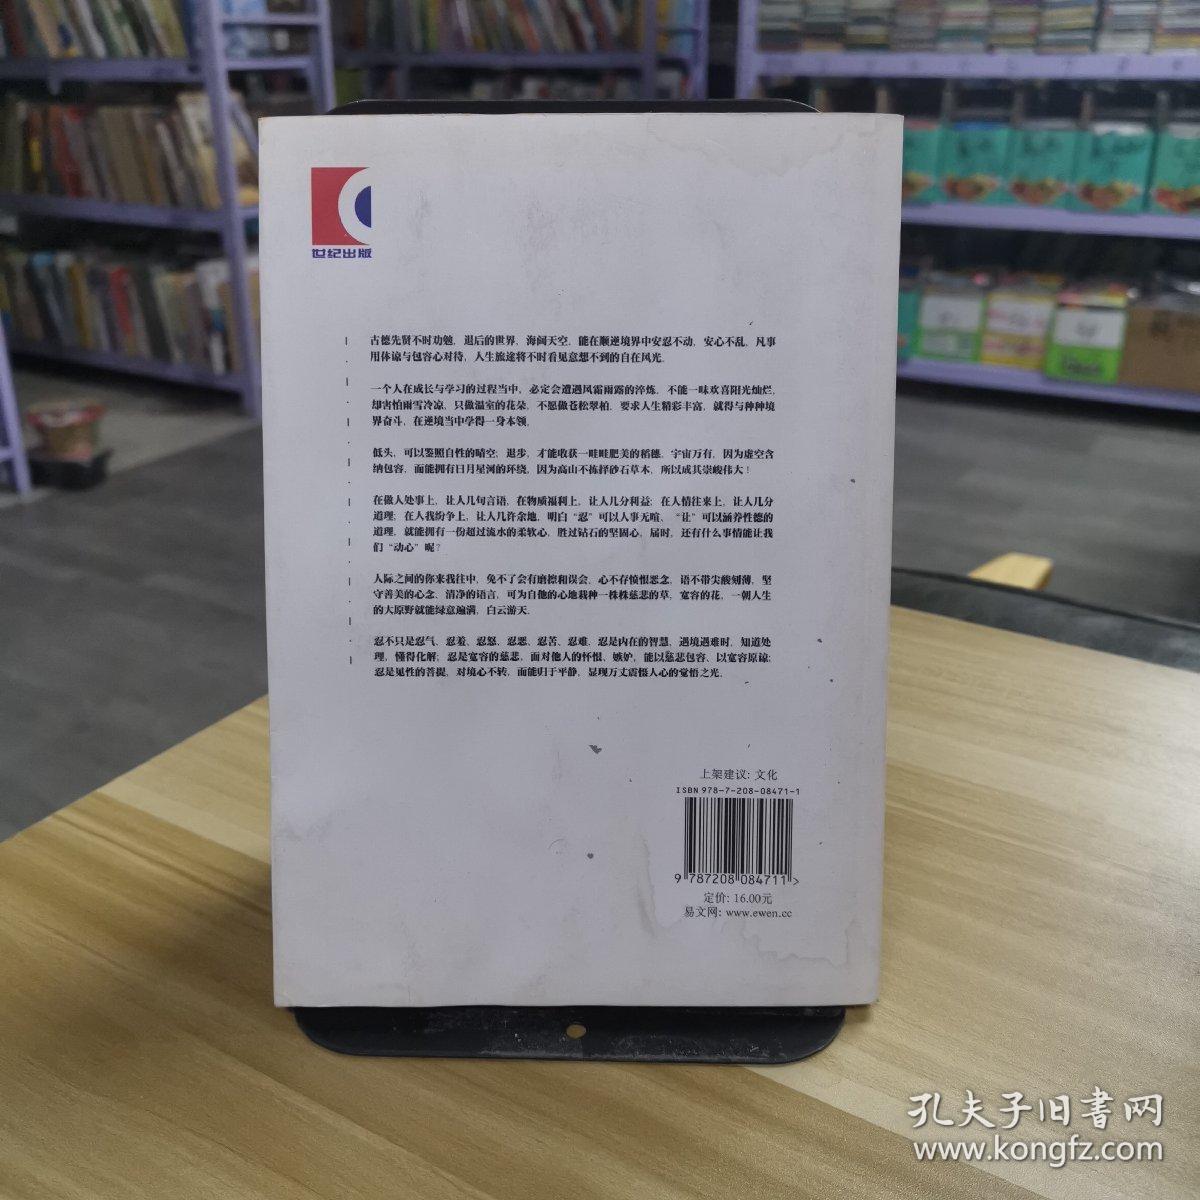 世纪出版
古德先贤不时劝勉，退后的世界，海阔天空，能在顺逆境界中安忍不动，安心不乱，凡事
用体谅与包容心对待，人生旅途将不时看见意想不到的自在风光。
一个人在成长与学习的过程当中，必定会遭遇风霜雨露的淬炼，不能一味欢喜阳光灿烂，
却害怕雨雪冷凉，只做温室的花朵，不愿做苍松翠柏，要求人生精彩丰富，就得与种种境
界奋斗，在逆境当中学得一身本领。
低头，可以鉴照自性的晴空；退步，才能收获一畦畦肥美的稻穗，宇宙万有，因为虚空含
纳包容，而能拥有日月星河的环绕，因为高山不拣择砂石草木，所以成其崇峻伟大！
在做人处事上，让人几句言语，在物质福利上，让人几分利益；在人情往来上，让人几分
道理；在人我纷争上，让人几许余地，明白“忍”可以人事无喧、“让”可以涵养性德的
道理，就能拥有一份超过流水的柔软心，胜过钻石的坚固心，届时，还有什么事情能让我
们“动心”呢？
人际之间的你来我往中，免不了会有磨擦和误会，心不存愤恨恶念，语不带尖酸刻薄，坚
守善美的心念、清净的语言，可为自他的心地栽种一株株慈悲的草，宽容的花，一朝人生
的大原野就能绿意遍满，白云游天。
忍不只是忍气、忍羞、忍怒、忍恶、忍苦、忍难，忍是内在的智慧，遇境遇难时，知道处
理，懂得化解；忍是宽容的慈悲，面对他人的怀恨、嫉妒，能以慈悲包容、以宽容原谅；
忍是见性的菩提，对境心不转，而能归于平静，显现万丈震慑人心的觉悟之光。
上架建议: 文化
ISBN 978-7-208-08471-1
9 787208 084711 >
定价: 16.00元
易文网: www.ewen.cc
孔夫子旧書网
www.kongfz.com